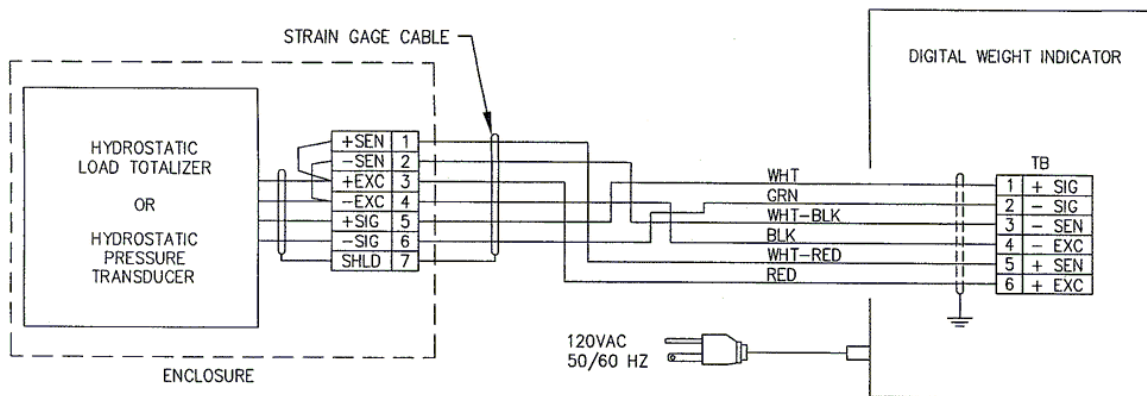 STRAIN GAGE CABLE
DIGITAL WEIGHT INDICATOR
HYDROSTATIC
LOAD TOTALIZER
OR
HYDROSTATIC
PRESSURE
TRANSDUCER
+SEN 1
-SEN 2
+EXC 3
-EXC 4
+SIG 5
-SIG 6
SHLD 7
ENCLOSURE
WHT
GRN
WHT-BLK
BLK
WHT-RED
RED
TB
1 + SIG
2 - SIG
3 - SEN
4 - EXC
5 + SEN
6 + EXC
120VAC
50/60 HZ